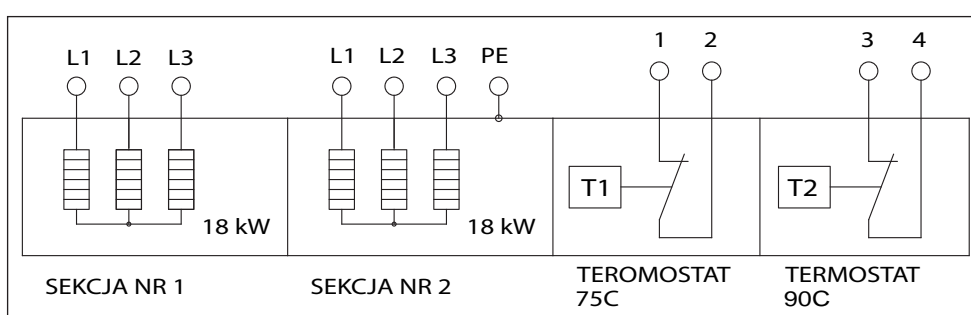 L1 L2 L3 L1 L2 L3 PE 1 2 3 4
T1 T2
18 kW 18 kW
SEKCJA NR 1 SEKCJA NR 2
TEROMOSTAT
75C
TERMOSTAT
90C